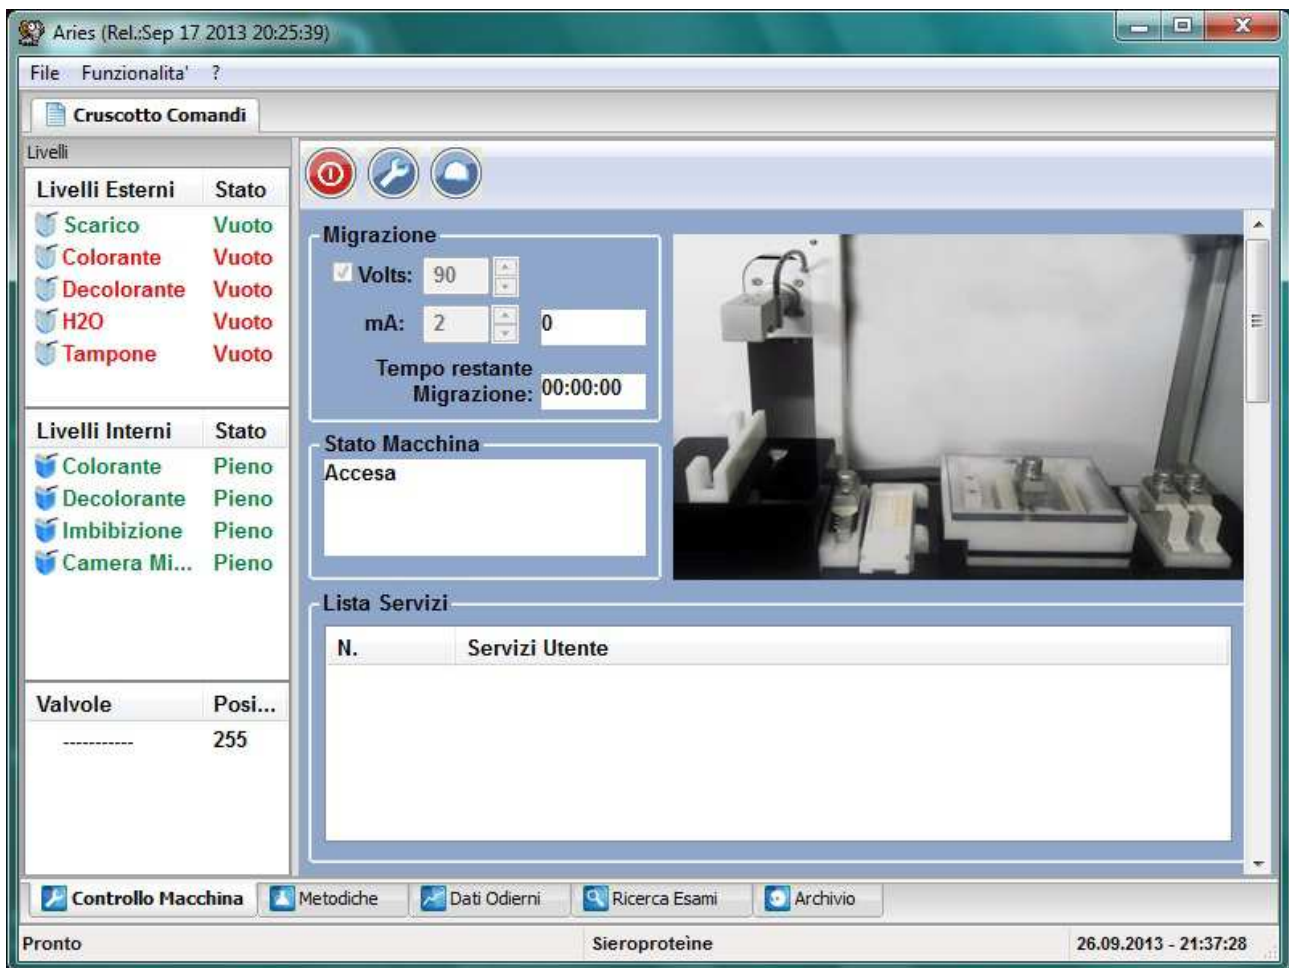 Aries (Rel.:Sep 17 2013 20:25:39)
File Funzionalita' ?
Cruscotto Comandi
Livelli
Livelli Esterni Stato
Scarico Vuoto
Colorante Vuoto
Decolorante Vuoto
H2O Vuoto
Tampone Vuoto
Livelli Interni Stato
Colorante Pieno
Decolorante Pieno
Imbibizione Pieno
Camera Mi... Pieno
Valvole Posi...
----------- 255
Migrazione
Volts: 90
mA: 2 0
Tempo restante
Migrazione: 00:00:00
Stato Macchina
Accesa
Lista Servizi
N. Servizi Utente
Controllo Macchina Metodiche Dati Odierni Ricerca Esami Archivio
Pronto Sieroproteine 26.09.2013 - 21:37:28